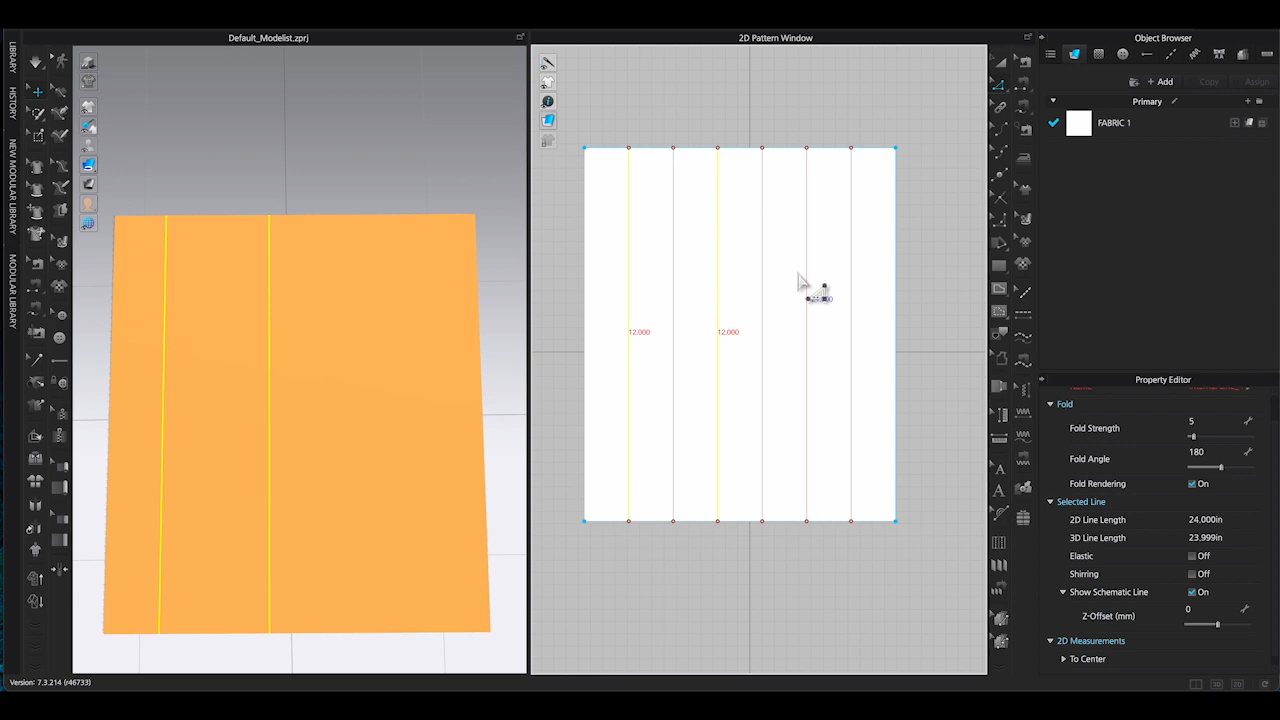 Default_Modelist.zprj
2D Pattern Window
Object Browser
LIBRARY
HISTORY
NEW MODULAR LIBRARY
MODULAR LIBRARY
+ Add
Copy
Assign
Primary
FABRIC 1
12.000
12.000
Property Editor
Fold
Fold Strength
5
Fold Angle
180
Fold Rendering
On
Selected Line
2D Line Length
24.000in
3D Line Length
23.999in
Elastic
Off
Shirring
Off
Show Schematic Line
On
Z-Offset (mm)
0
2D Measurements
To Center
Version: 7.3.214 (r46733)